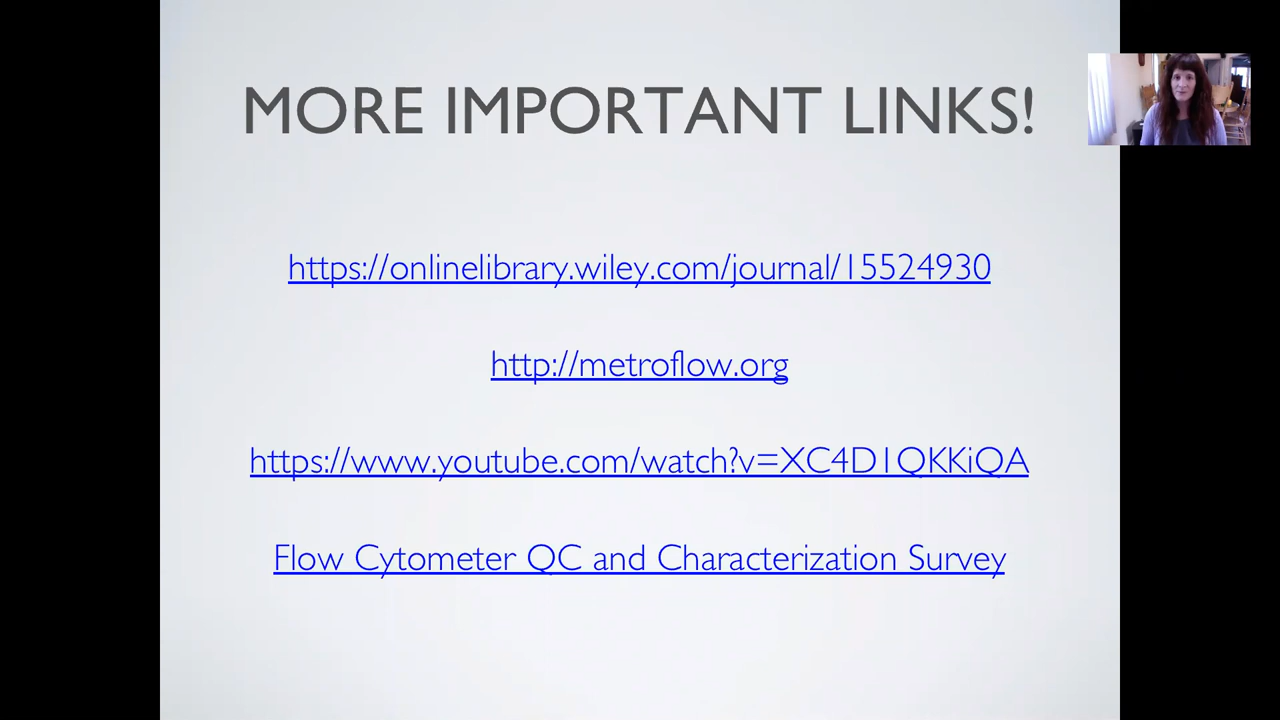 MORE IMPORTANT LINKS!
https://onlinelibrary.wiley.com/journal/15524930
http://metroflow.org
https://www.youtube.com/watch?v=XC4D1QKKiQA
Flow Cytometer QC and Characterization Survey